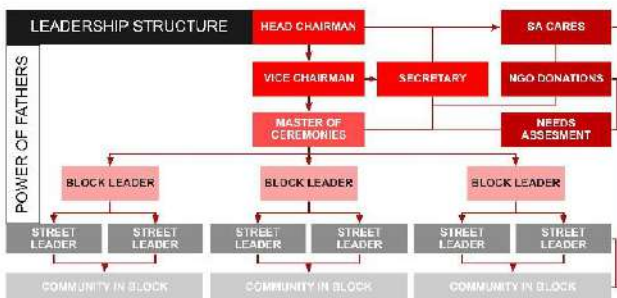 LEADERSHIP STRUCTURE
HEAD CHAIRMAN
SA CARES
POWER OF FATHERS
VICE CHAIRMAN
SECRETARY
NGO DONATIONS
MASTER OF
CEREMONIES
NEEDS
ASSESMENT
BLOCK LEADER
BLOCK LEADER
BLOCK LEADER
STREET
LEADER
STREET
LEADER
STREET
LEADER
STREET
LEADER
STREET
LEADER
STREET
LEADER
COMMUNITY IN BLOCK
COMMUNITY IN BLOCK
COMMUNITY IN BLOCK